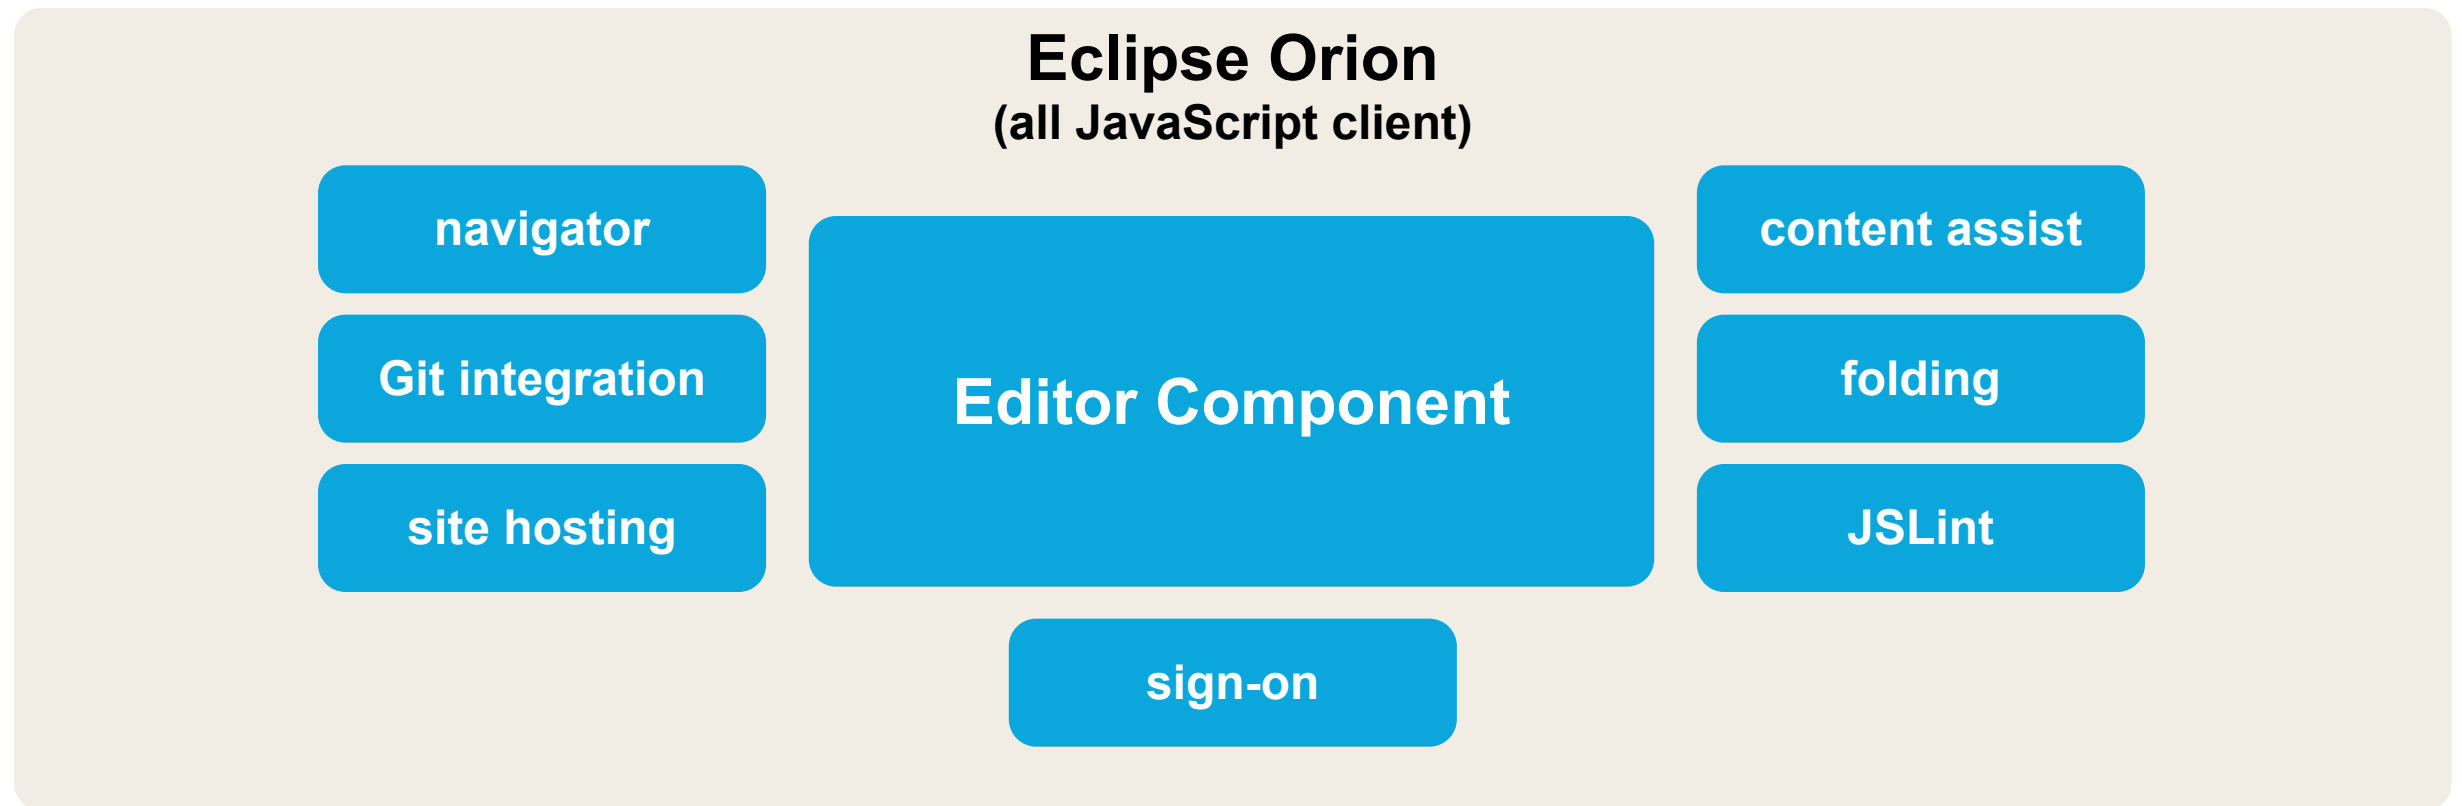 Eclipse Orion
(all JavaScript client)
navigator
Git integration
site hosting
Editor Component
content assist
folding
JSLint
sign-on